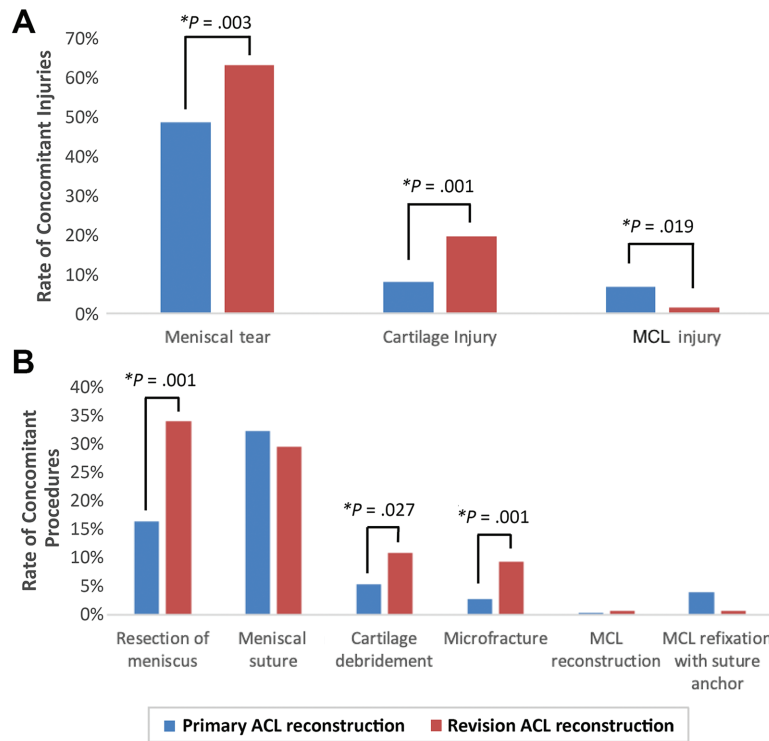 A
Rate of Concomitant Injuries
70%
60%
50%
40%
30%
20%
10%
0%
*P = .003
*P = .001
*P = .019
Meniscal tear
Cartilage Injury
MCL injury
B
Rate of Concomitant
Procedures
40%
35%
30%
25%
20%
15%
10%
5%
0%
*P = .001
*P = .027
*P = .001
Resection of
meniscus
Meniscal
suture
Cartilage
debridement
Microfracture
MCL
reconstruction
MCL refixation
with suture
anchor
Primary ACL reconstruction
Revision ACL reconstruction